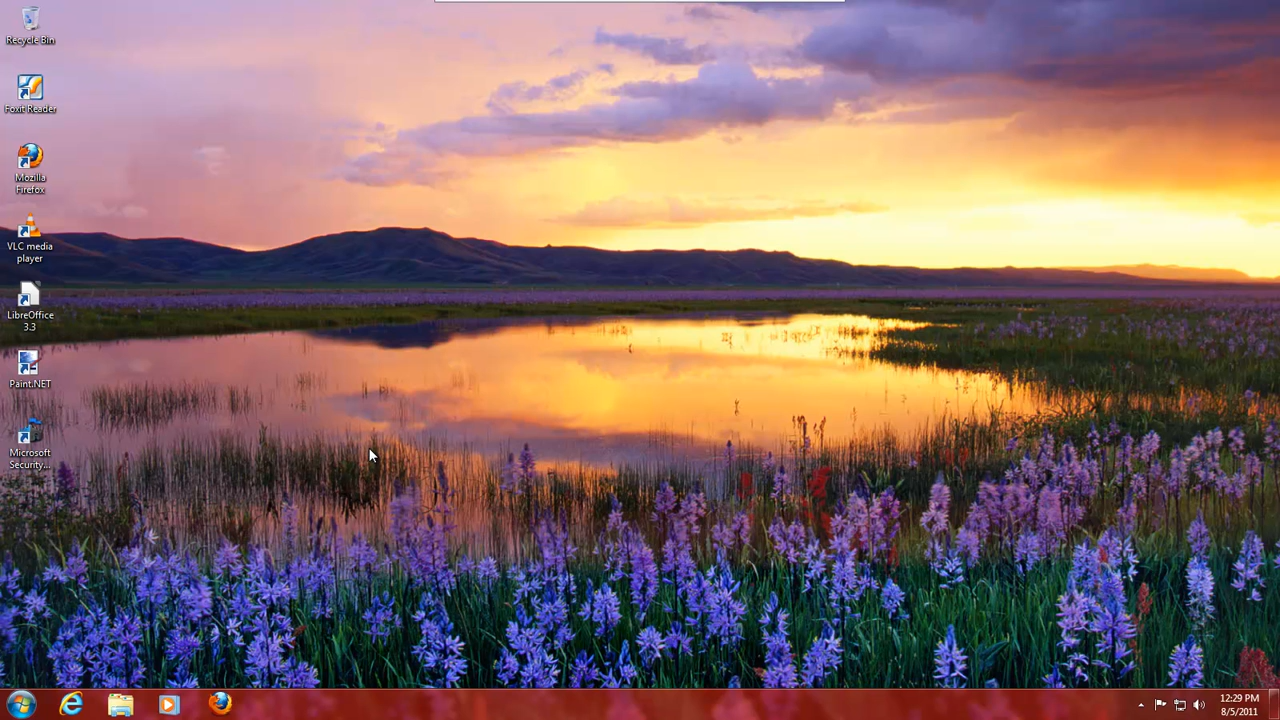 Recycle Bin
Foxit Reader
Mozilla
Firefox
VLC media
player
LibreOffice
3.3
Paint.NET
Microsoft
Security...
12:29 PM
8/5/2011